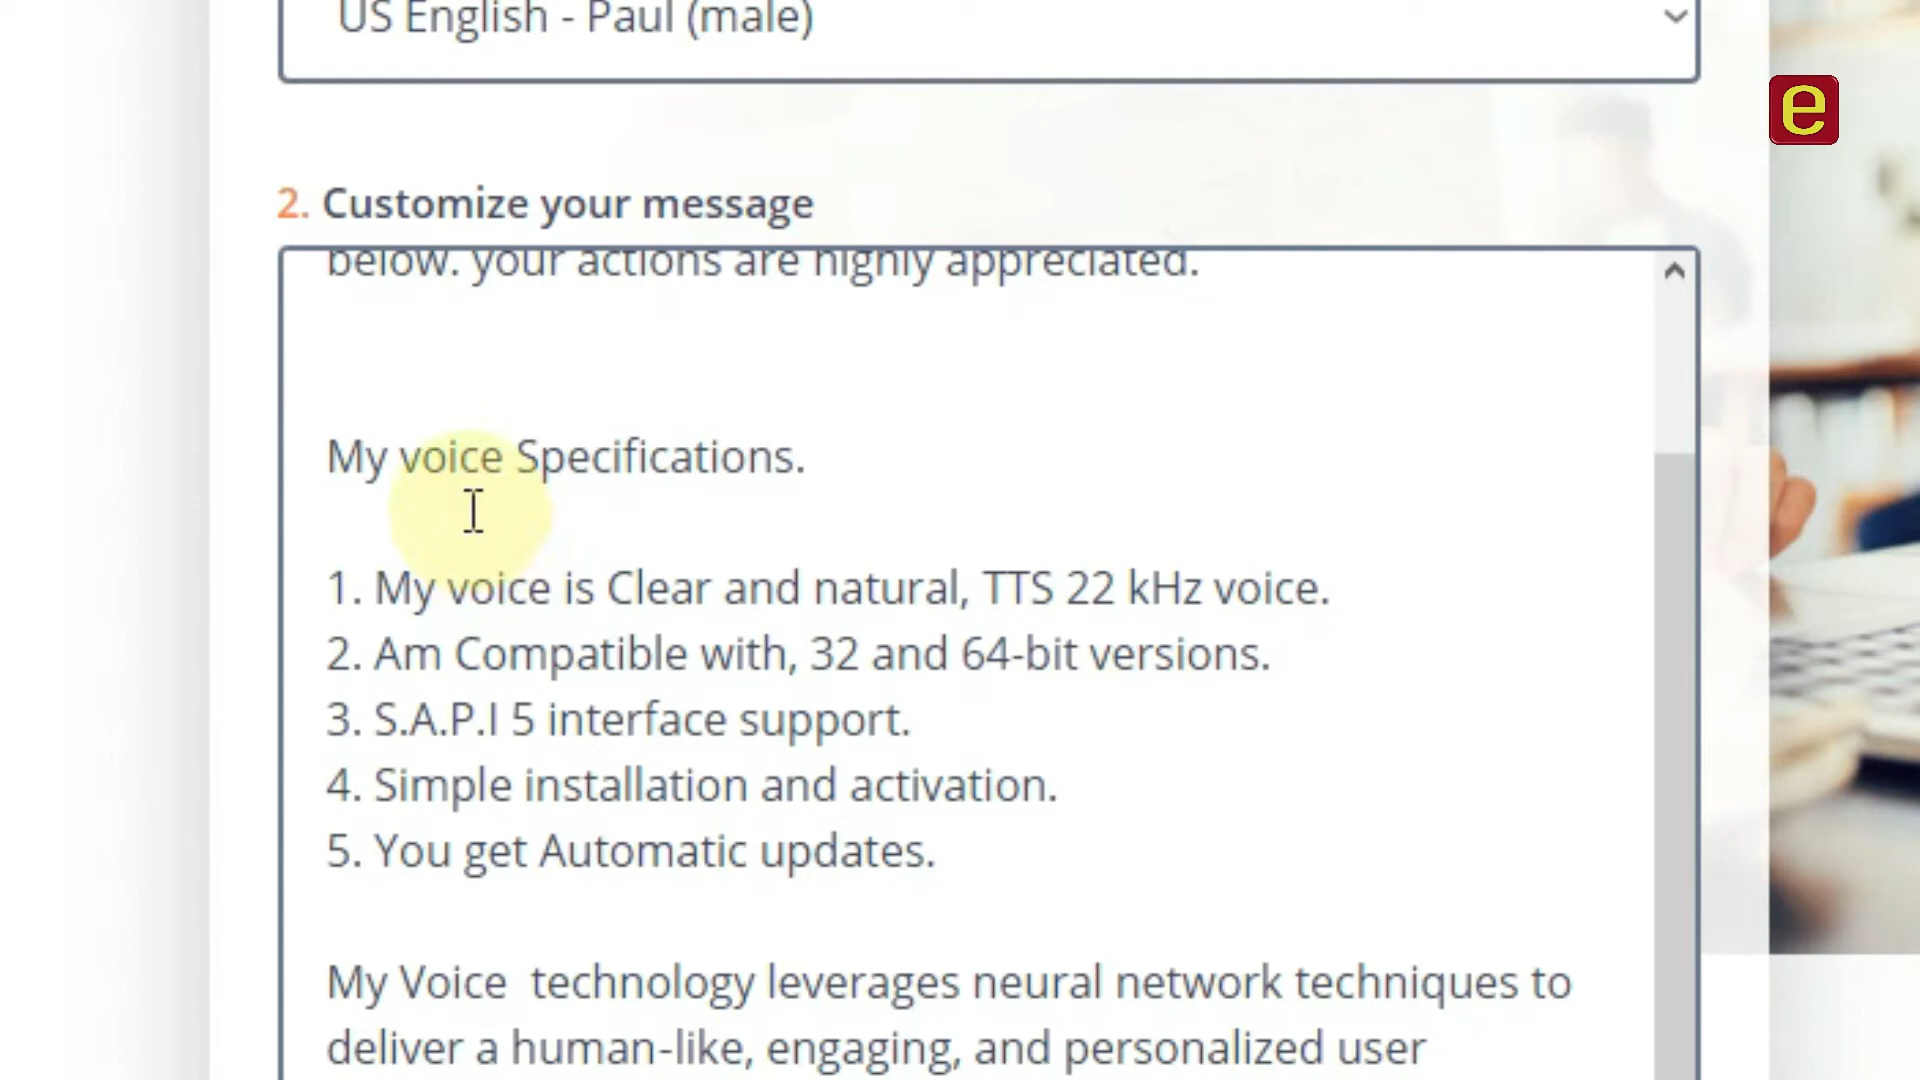 US English - Paul (male)
e
2. Customize your message
below. your actions are highly appreciated.
My voice Specifications.
1. My voice is Clear and natural, TTS 22 kHz voice.
2. Am Compatible with, 32 and 64-bit versions.
3. S.A.P.I 5 interface support.
4. Simple installation and activation.
5. You get Automatic updates.
My Voice  technology leverages neural network techniques to
deliver a human-like, engaging, and personalized user